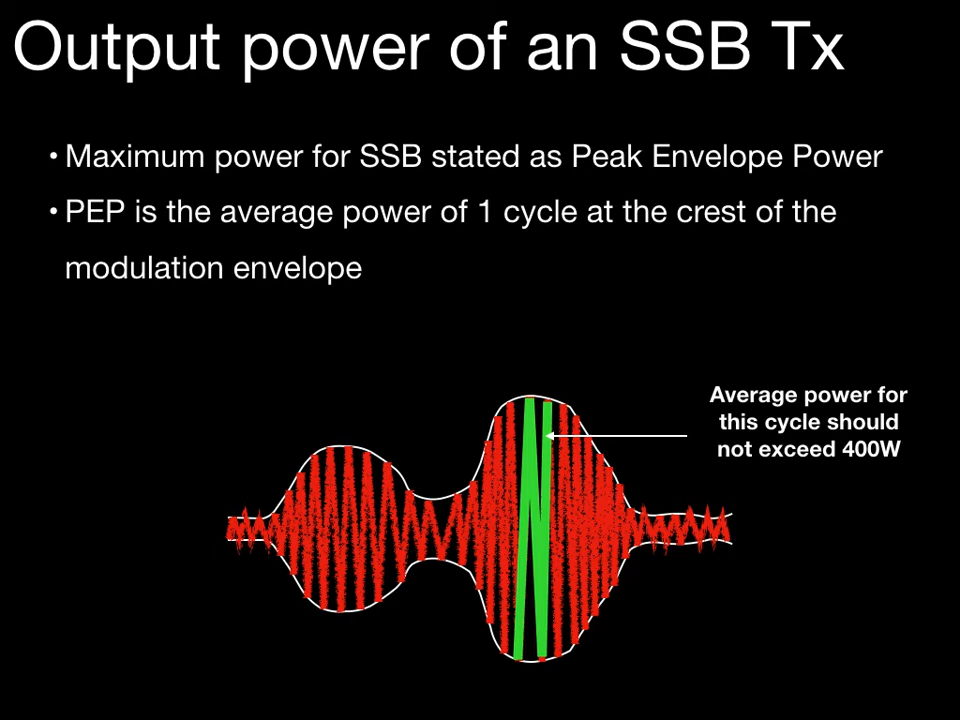 Output power of an SSB Tx
• Maximum power for SSB stated as Peak Envelope Power
• PEP is the average power of 1 cycle at the crest of the
modulation envelope
Average power for
this cycle should
not exceed 400W